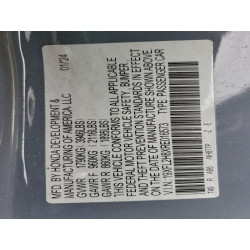 MFD. BY HONDA DEVELOPMENT &
MANUFACTURING OF AMERICA, LLC
01/24
GVWR 1790KG( 3946LBS)
GAWR F 960KG( 2116LBS)
GAWR R 860KG( 1896LBS)
THIS VEHICLE CONFORMS TO ALL APPLICABLE
FEDERAL MOTOR VEHICLE SAFETY, BUMPER,
AND THEFT PREVENTION STANDARDS IN EFFECT
ON THE DATE OF MANUFACTURE SHOWN ABOVE.
V.I.N.
TYPE: PASSENGER CAR